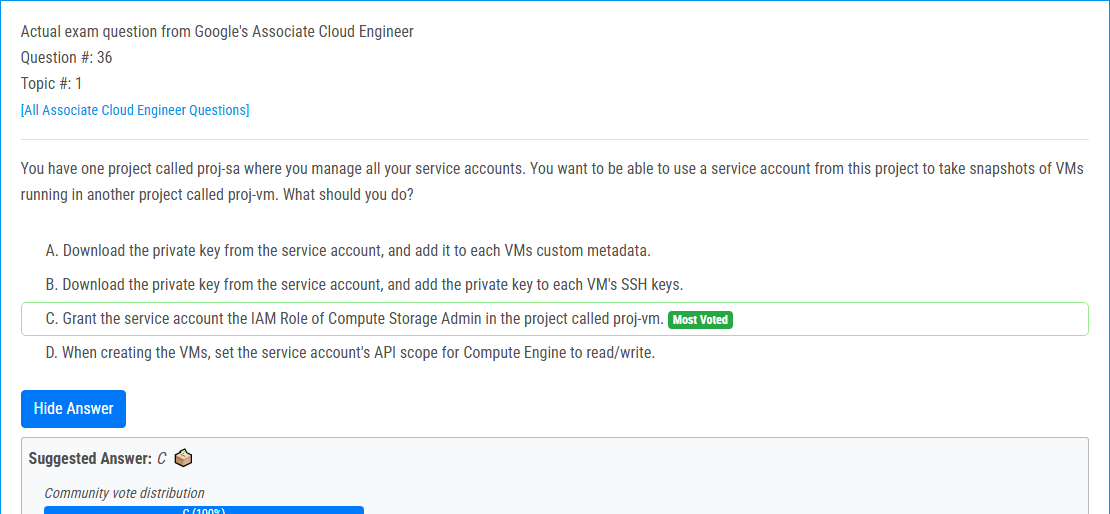 Actual exam question from Google's Associate Cloud Engineer
Question #: 36
Topic #: 1
[All Associate Cloud Engineer Questions]
You have one project called proj-sa where you manage all your service accounts. You want to be able to use a service account from this project to take snapshots of VMs
running in another project called proj-vm. What should you do?
A. Download the private key from the service account, and add it to each VMs custom metadata.
B. Download the private key from the service account, and add the private key to each VM's SSH keys.
C. Grant the service account the IAM Role of Compute Storage Admin in the project called proj-vm. Most Voted
D. When creating the VMs, set the service account's API scope for Compute Engine to read/write.
Hide Answer
Suggested Answer: C
Community vote distribution
C (100%)